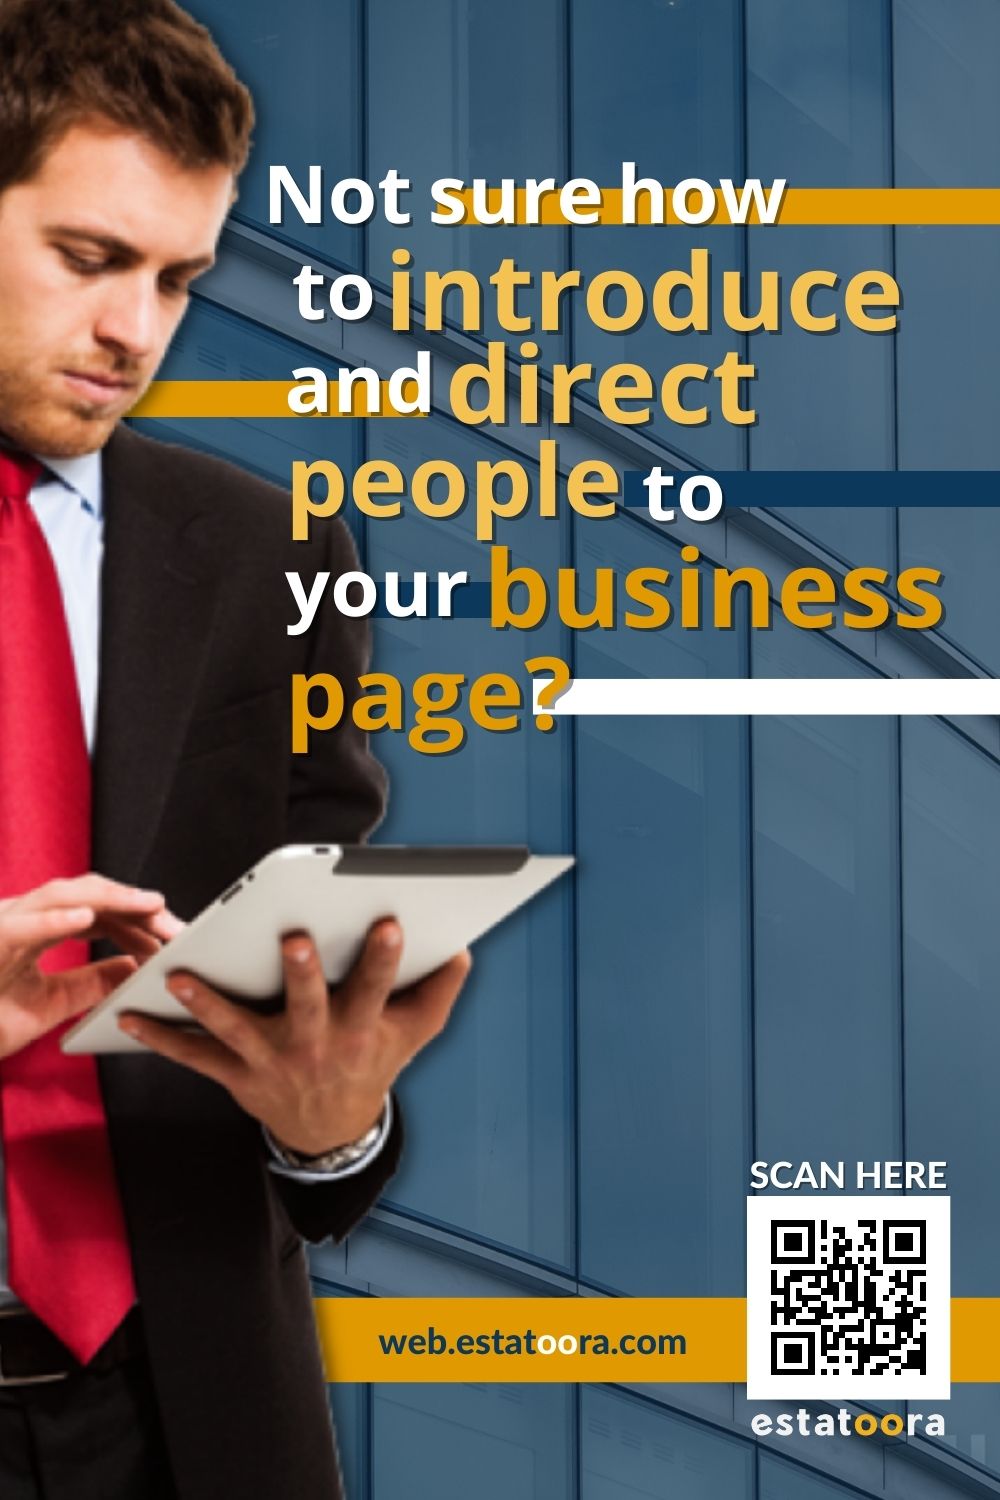 Not sure how
to introduce
and direct
people to
your business
page?
SCAN HERE
web.estatoora.com
estatoora